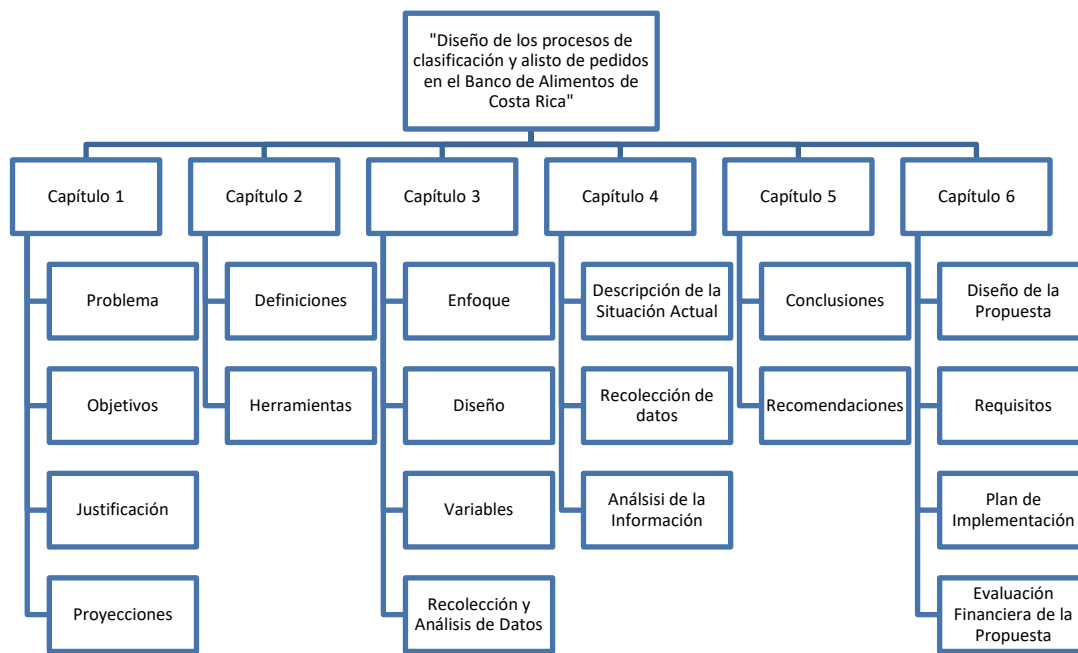 "Diseño de los procesos de
clasificación y alisto de pedidos
en el Banco de Alimentos de
Costa Rica"
Capítulo 1
Problema
Objetivos
Justificación
Proyecciones
Capítulo 2
Definiciones
Herramientas
Capítulo 3
Enfoque
Diseño
Variables
Recolección y
Análisis de Datos
Capítulo 4
Descripción de la
Situación Actual
Recolección de
datos
Análsisi de la
Información
Capítulo 5
Conclusiones
Recomendaciones
Capítulo 6
Diseño de la
Propuesta
Requisitos
Plan de
Implementación
Evaluación
Financiera de la
Propuesta